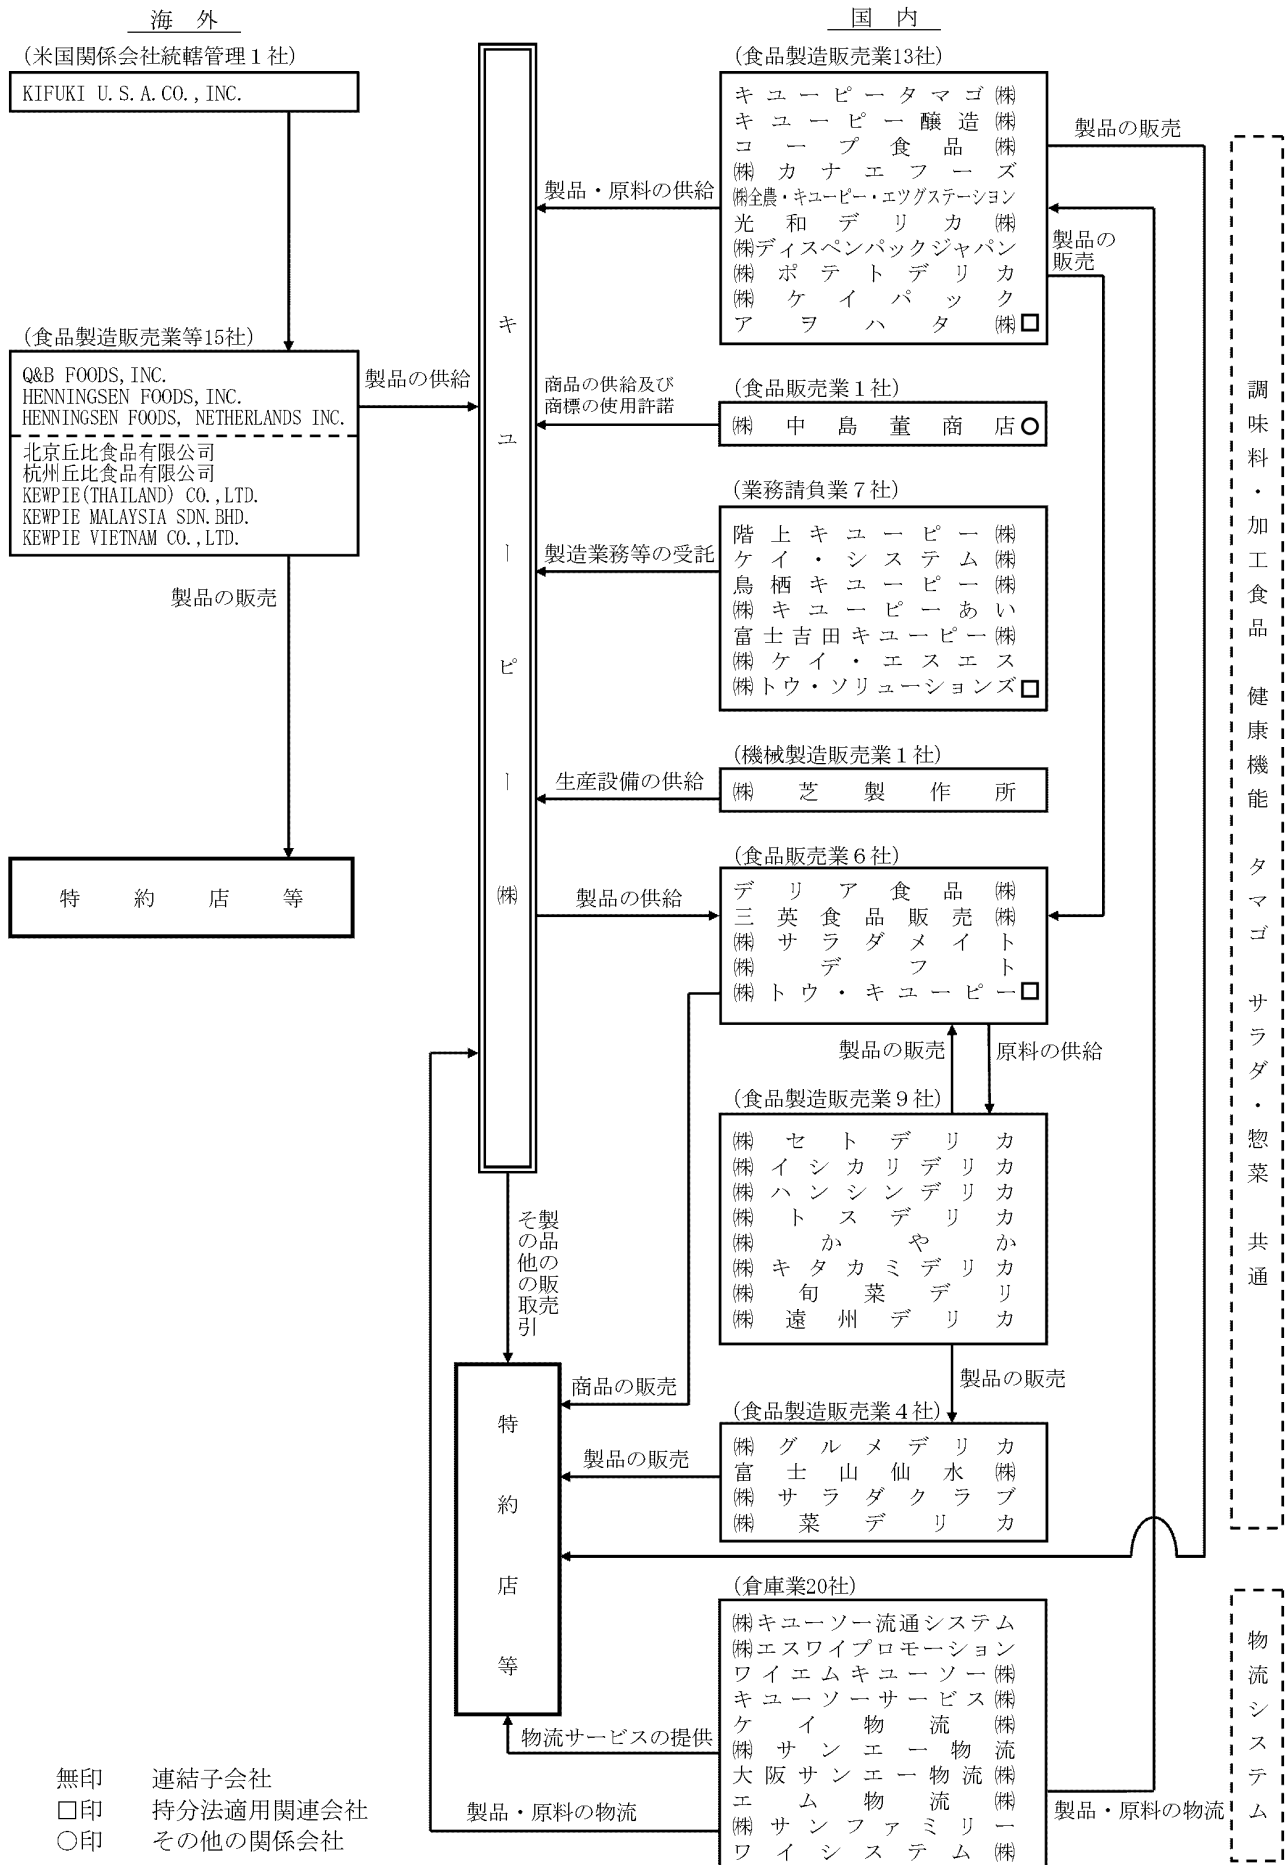 海外
(米国関係会社統轄管理１社)
KIFUKI U.S.A.CO.,INC.
(食品製造販売業等15社)
Q&B FOODS,INC.
HENNINGSEN FOODS,INC.
HENNINGSEN FOODS, NETHERLANDS INC.
北京丘比食品有限公司
杭州丘比食品有限公司
KEWPIE(THAILAND) CO.,LTD.
KEWPIE MALAYSIA SDN.BHD.
KEWPIE VIETNAM CO.,LTD.
製品の供給
製品の販売
特約店等
キユーピー㈱
国内
(食品製造販売業13社)
キユーピータマゴ㈱
キユーピー醸造㈱
コープ食品㈱
㈱カナエフーズ
㈱全農・キユーピー・エツグステーシヨン
光和デリカ㈱
㈱ディスペンパックジャパン
㈱ポテトデリカ
㈱ケイパック
アヲハタ㈱□
製品・原料の供給
製品の販売
製品の
販売
(食品販売業１社)
㈱中島董商店○
商品の供給及び
商標の使用許諾
(業務請負業７社)
階上キユーピー㈱
ケイ・システム㈱
鳥栖キユーピー㈱
㈱キユーピーあい
富士吉田キユーピー㈱
㈱ケイ・エスエス
㈱トウ・ソリューションズ□
製造業務等の受託
(機械製造販売業１社)
㈱芝製作所
生産設備の供給
(食品販売業６社)
デリア食品㈱
三英食品販売㈱
㈱サラダメイト
㈱デフト
㈱トウ・キユーピー□
製品の供給
製品の販売
原料の供給
(食品製造販売業９社)
㈱セトデリカ
㈱イシカリデリカ
㈱ハンシンデリカ
㈱トスデリカ
㈱かやか
㈱キタカミデリカ
㈱旬菜デリ
㈱遠州デリカ
製品の販売
その他の取引
商品の販売
製品の販売
(食品製造販売業４社)
㈱グルメデリカ
富士山仙水㈱
㈱サラダクラブ
㈱菜デリカ
製品の販売
特約店等
(倉庫業20社)
㈱キユーソー流通システム
㈱エスワイプロモーション
ワイエムキユーソー㈱
キユーソーサービス㈱
ケイ物流㈱
㈱サンエー物流
大阪サンエー物流㈱
エム物流㈱
㈱サンファミリー
ワイシステム㈱
物流サービスの提供
製品・原料の物流
製品・原料の物流
調味料・加工食品　健康機能　タマゴ　サラダ・惣菜　共通
物流システム
無印　連結子会社
□印　持分法適用関連会社
○印　その他の関係会社